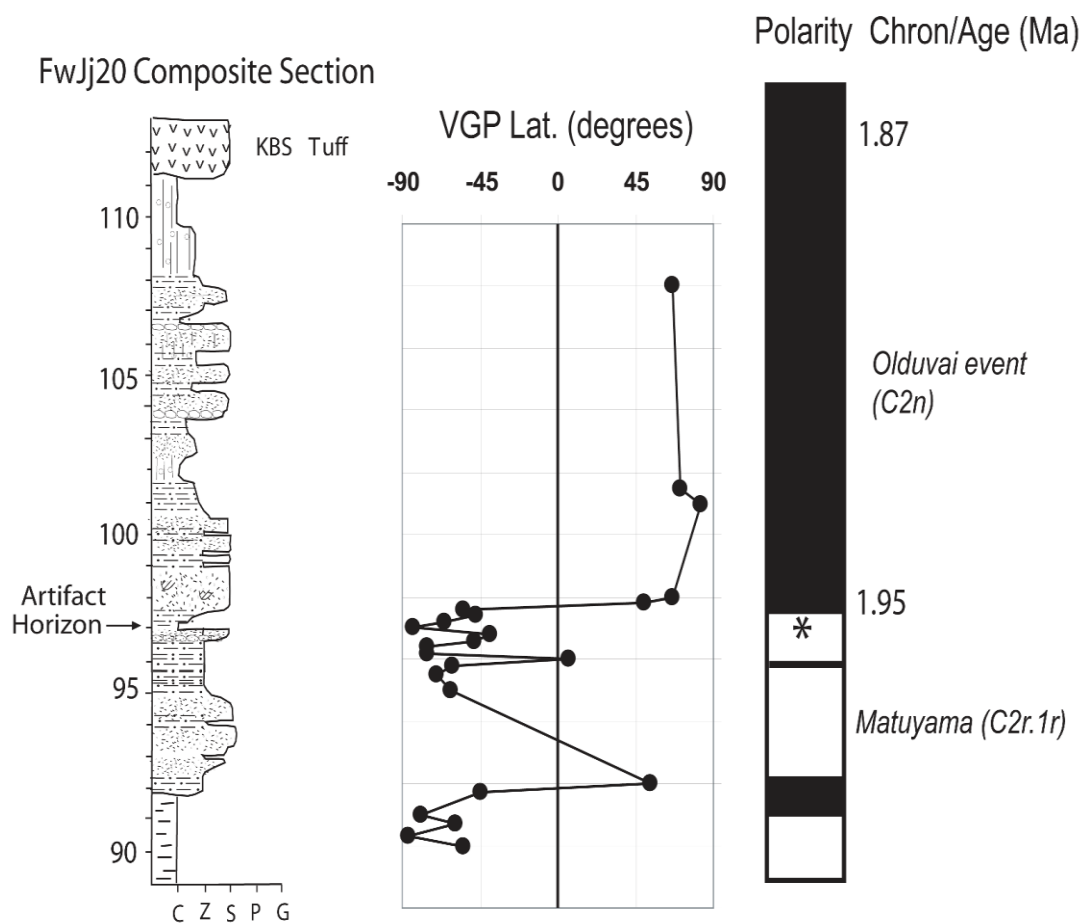 Polarity Chron/Age (Ma)
FwJj20 Composite Section
VGP Lat. (degrees)
KBS Tuff
1.87
-90 -45 0 45 90
110
105
Olduvai event
(C2n)
100
Artifact
Horizon
1.95
*
95
Matuyama (C2r.1r)
90
C Z S P G